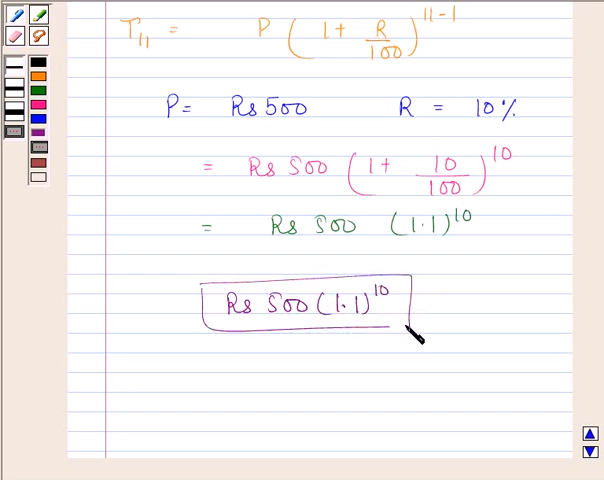 T₁₁ = P (1 + R/100)¹¹⁻¹
P = Rs 500 R = 10%
= Rs 500 (1 + 10/100)¹⁰
= Rs 500 (1.1)¹⁰
Rs 500 (1.1)¹⁰